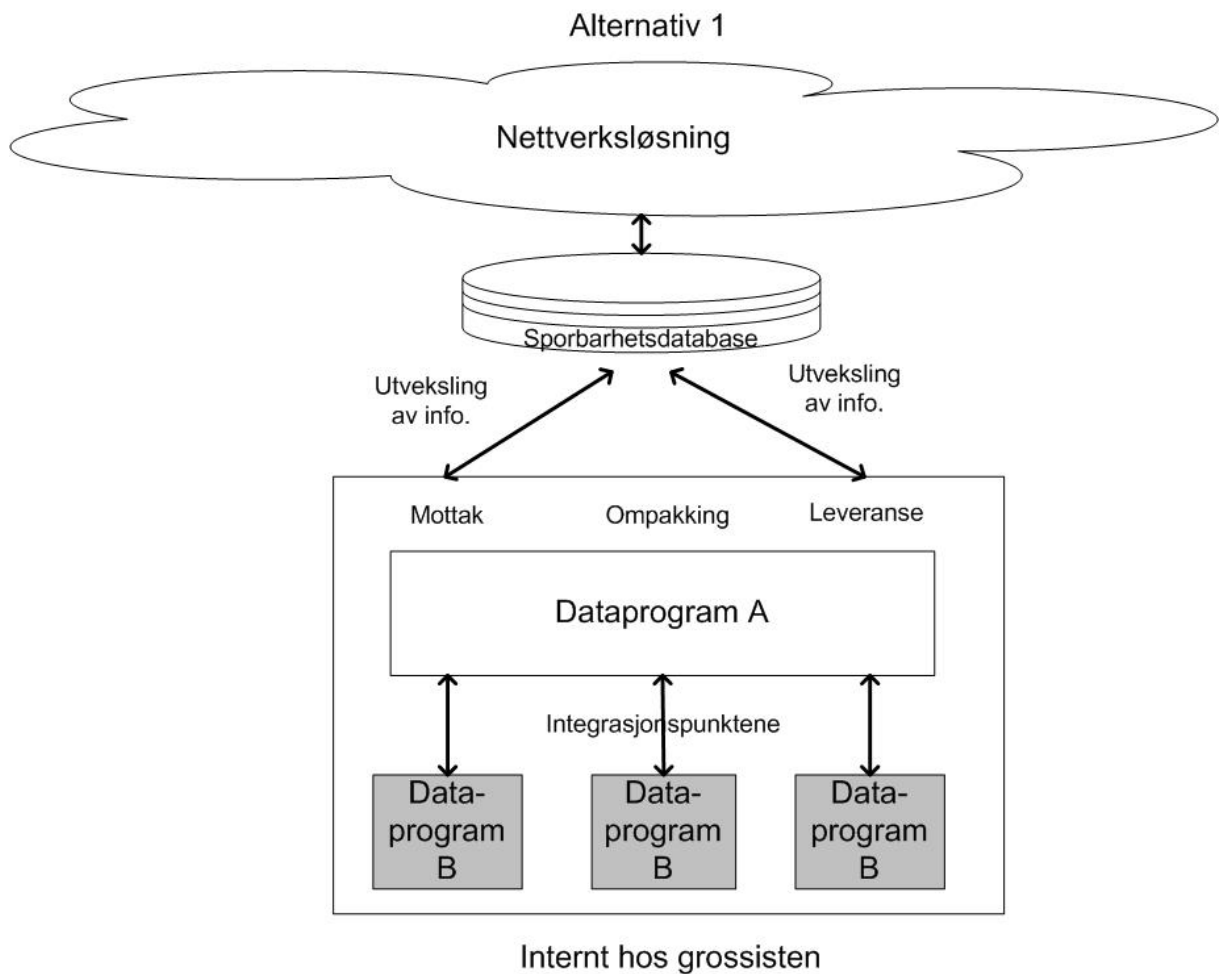 Alternativ 1
Nettverksløsning
Sporbarhetsdatabase
Utveksling
av info.
Utveksling
av info.
Mottak
Ompakking
Leveranse
Dataprogram A
Integrasjonspunktene
Data-
program
B
Data-
program
B
Data-
program
B
Internt hos grossisten